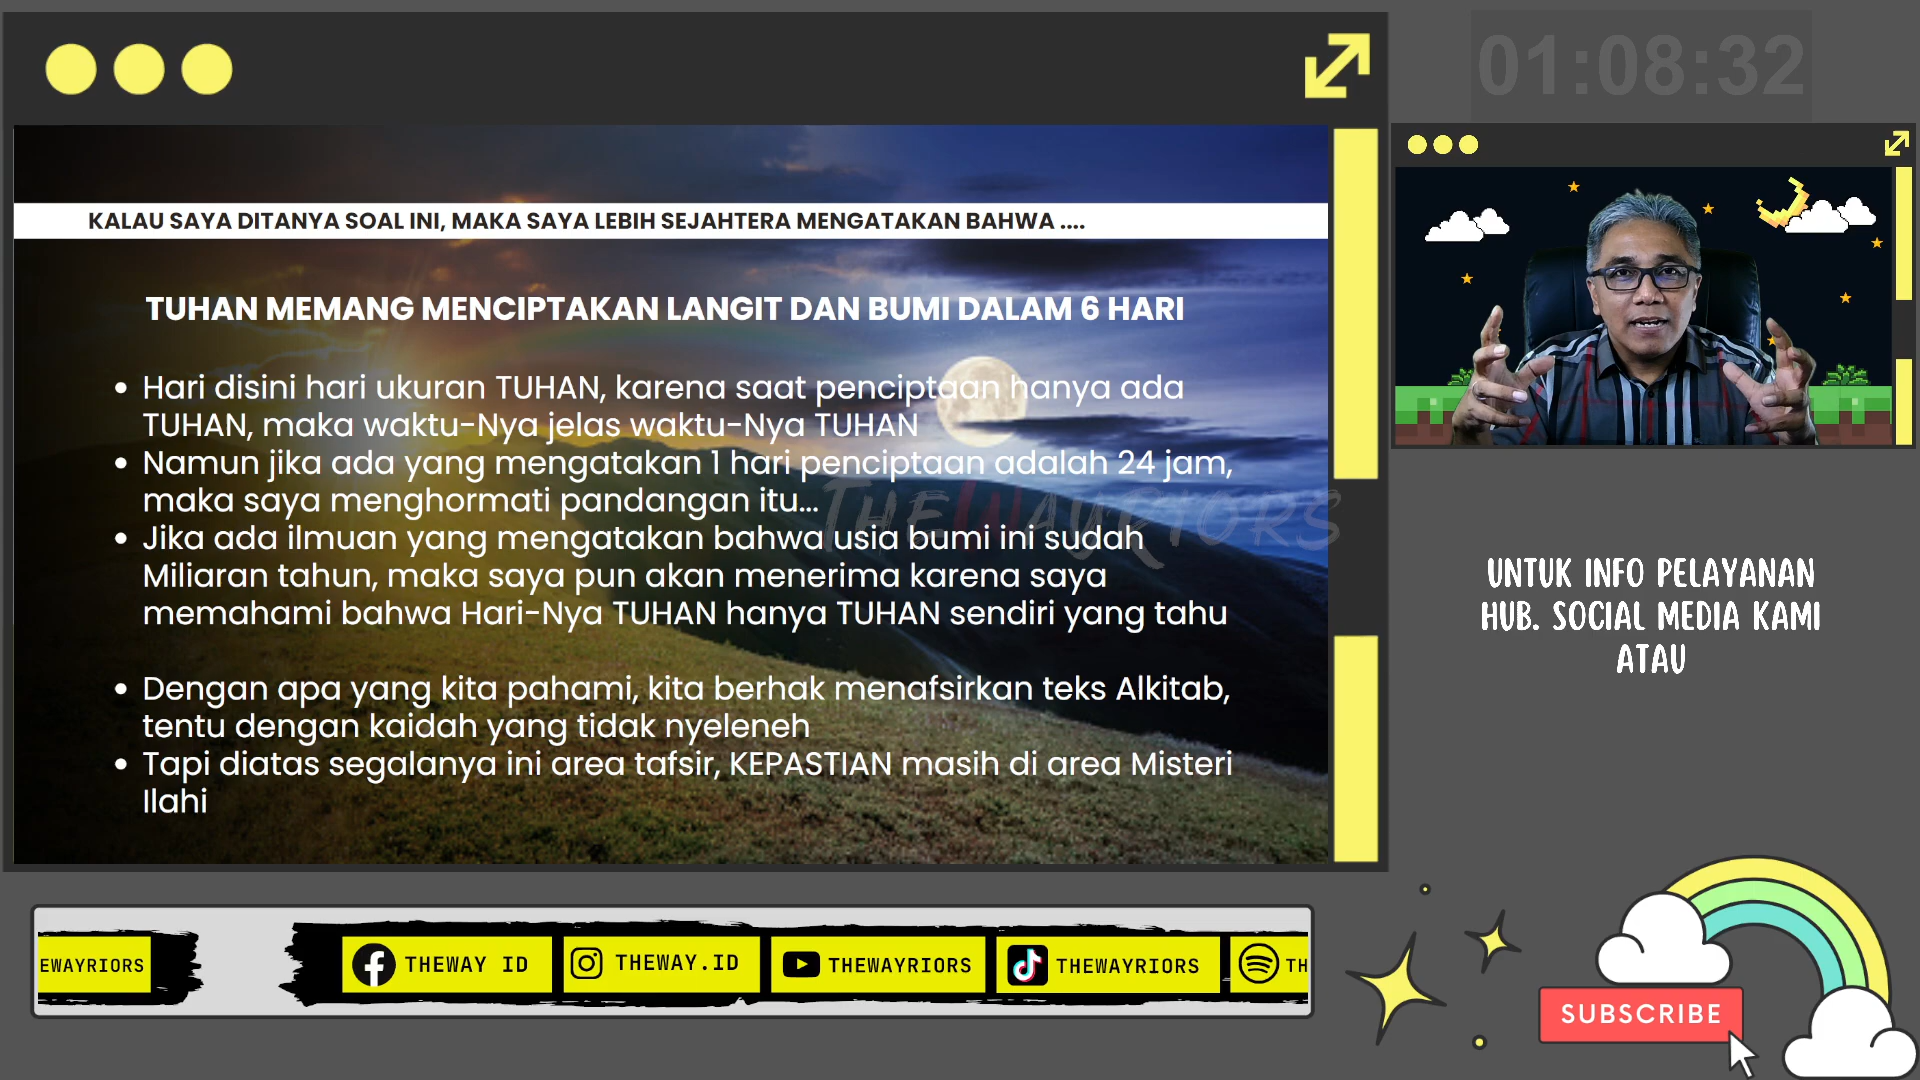 01:08:32
KALAU SAYA DITANYA SOAL INI, MAKA SAYA LEBIH SEJAHTERA MENGATAKAN BAHWA ....
TUHAN MEMANG MENCIPTAKAN LANGIT DAN BUMI DALAM 6 HARI
• Hari disini hari ukuran TUHAN, karena saat penciptaan hanya ada
TUHAN, maka waktu-Nya jelas waktu-Nya TUHAN
• Namun jika ada yang mengatakan 1 hari penciptaan adalah 24 jam,
maka saya menghormati pandangan itu...
• Jika ada ilmuan yang mengatakan bahwa usia bumi ini sudah
Miliaran tahun, maka saya pun akan menerima karena saya
memahami bahwa Hari-Nya TUHAN hanya TUHAN sendiri yang tahu
• Dengan apa yang kita pahami, kita berhak menafsirkan teks Alkitab,
tentu dengan kaidah yang tidak nyeleneh
• Tapi diatas segalanya ini area tafsir, KEPASTIAN masih di area Misteri
Ilahi
THEWAYRIORS
UNTUK INFO PELAYANAN
HUB. SOCIAL MEDIA KAMI
ATAU
EWAYRIORS
THEWAY ID
THEWAY.ID
THEWAYRIORS
THEWAYRIORS
TH
SUBSCRIBE